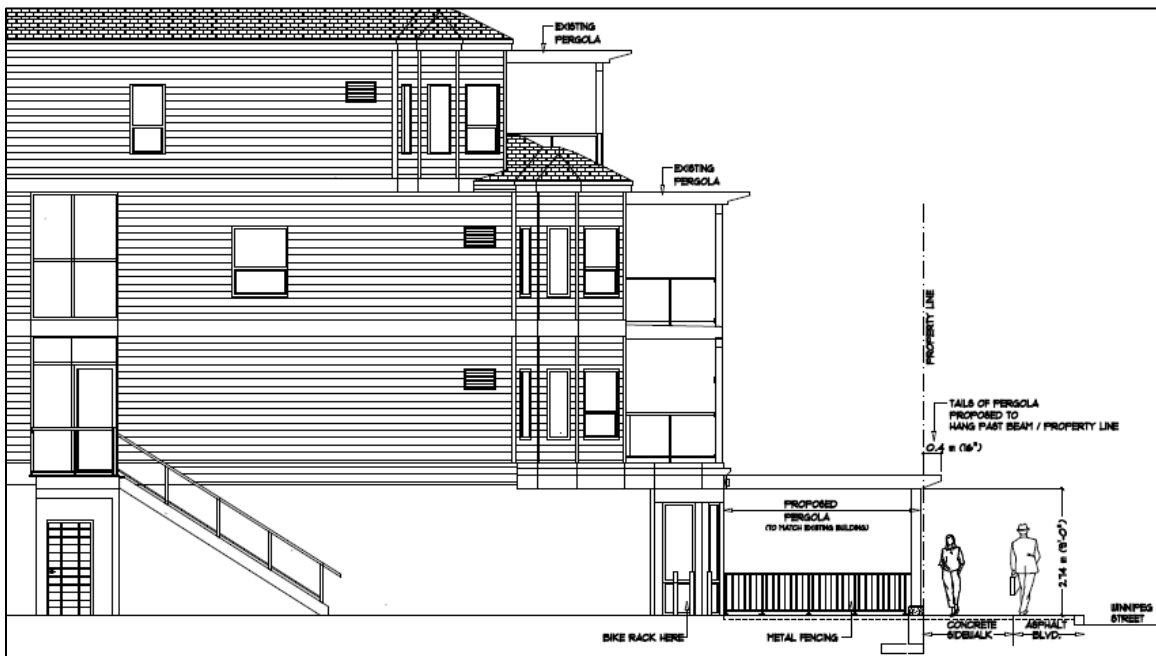 EXISTING
PERGOLA
EXISTING
PERGOLA
PROPERTY LINE
TAILS OF PERGOLA
PROPOSED TO
HANG PAST BEAM / PROPERTY LINE
0.4 m (16")
PROPOSED
PERGOLA
(TO MATCH EXISTING BUILDING)
2.74 m (9'-0")
BIKE RACK HERE
METAL FENCING
CONCRETE
SIDEWALK
ASPHALT
BLVD.
WINNIPEG
STREET